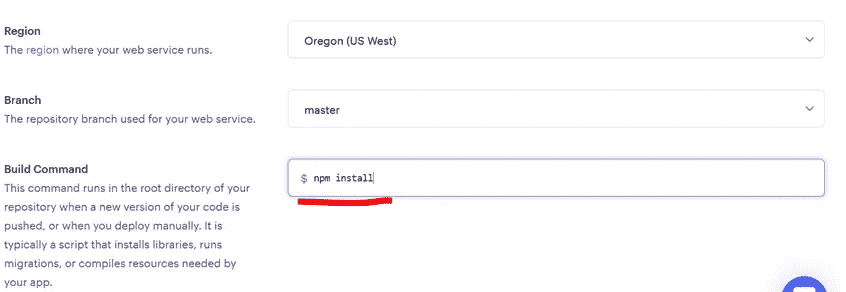 Region
The region where your web service runs.
Oregon (US West)
Branch
The repository branch used for your web service.
master
Build Command
This command runs in the root directory of your
repository when a new version of your code is
pushed, or when you deploy manually. It is
typically a script that installs libraries, runs
migrations, or compiles resources needed by
your app.
$ npm install